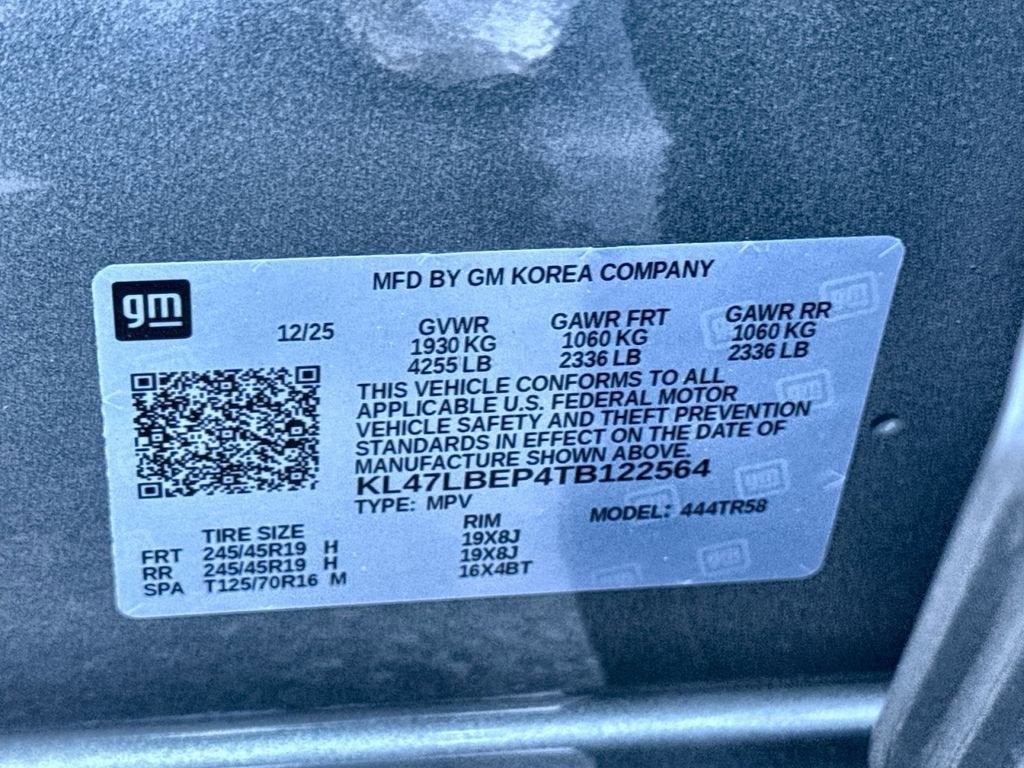 gm
MFD BY GM KOREA COMPANY
12/25 GVWR GAWR FRT GAWR RR
1930 KG 1060 KG 1060 KG
4255 LB 2336 LB 2336 LB
THIS VEHICLE CONFORMS TO ALL
APPLICABLE U.S. FEDERAL MOTOR
VEHICLE SAFETY AND THEFT PREVENTION
STANDARDS IN EFFECT ON THE DATE OF
MANUFACTURE SHOWN ABOVE.
KL47LBEP4TB122564
TYPE: MPV MODEL: 444TR58
TIRE SIZE RIM
FRT 245/45R19 H 19X8J
RR 245/45R19 H 19X8J
SPA T125/70R16 M 16X4BT